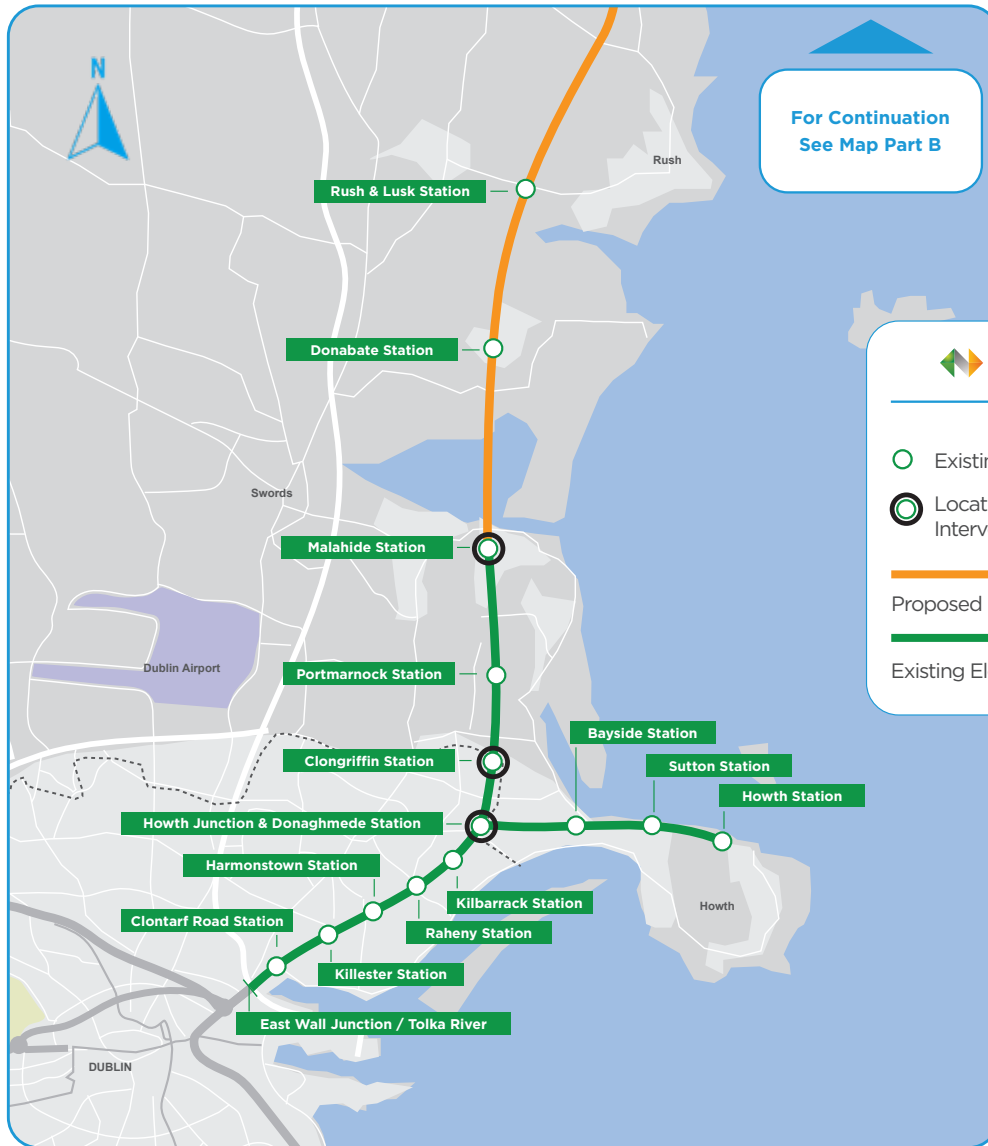 N
For Continuation
See Map Part B
Rush
Rush & Lusk Station
Donabate Station
Existin
Locat
Interv
Proposed
Existing El
Swords
Malahide Station
Dublin Airport
Portmarnock Station
Bayside Station
Clongriffin Station
Sutton Station
Howth Station
Howth Junction & Donaghmede Station
Harmonstown Station
Kilbarrack Station
Howth
Clontarf Road Station
Raheny Station
Killester Station
East Wall Junction / Tolka River
DUBLIN